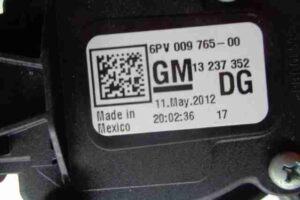 6PV 009 765-00
GM 13 237 352
DG
11.May.2012
Made in
Mexico
20:02:36 17